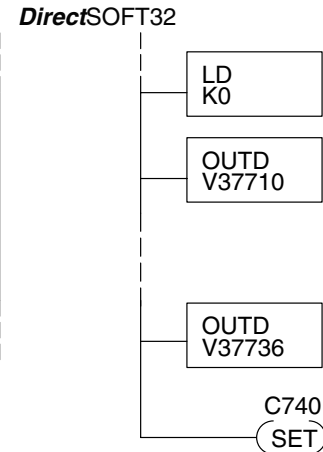 DirectSOFT32
LD
K0
OUTD
V37710
OUTD
V37736
C740
SET